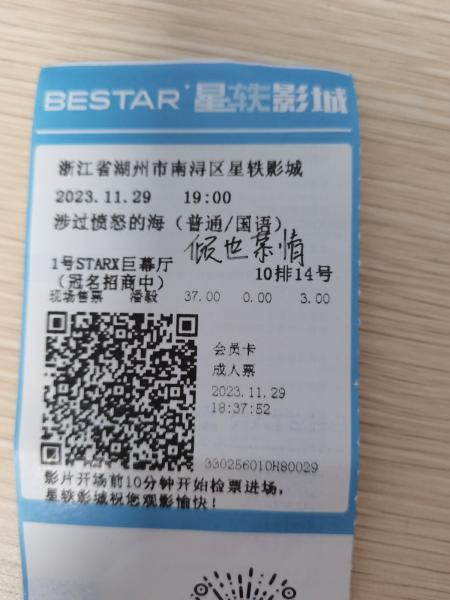 BESTAR 星轶影城
浙江省湖州市南浔区星轶影城
2023.11.29 19:00
涉过愤怒的海（普通/国语）
倾世慕情
1号STARX巨幕厅 10排14号
（冠名招商中）
现场售票 潘毅 37.00 0.00 3.00
会员卡
成人票
2023.11.29
18:37:52
330256010H80029
影片开场前10分钟开始检票进场，
星轶影城祝您观影愉快！